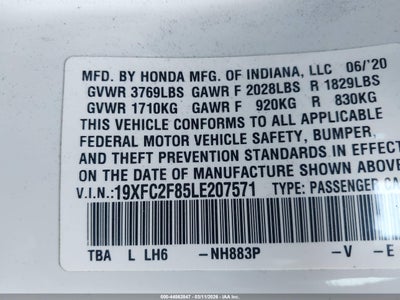 MFD. BY HONDA MFG. OF INDIANA, LLC 06/'20
GVWR 3769LBS GAWR F 2028LBS R 1829LBS
GVWR 1710KG GAWR F 920KG R 830KG
THIS VEHICLE CONFORMS TO ALL APPLICABLE
FEDERAL MOTOR VEHICLE SAFETY, BUMPER,
AND THEFT PREVENTION STANDARDS IN EFFECT
ON THE DATE OF MANUFACTURE SHOWN ABOVE.
V.I.N.:19XFC2F85LE207571 TYPE: PASSENGER CA
TBA L LH6 -NH883P -V -E